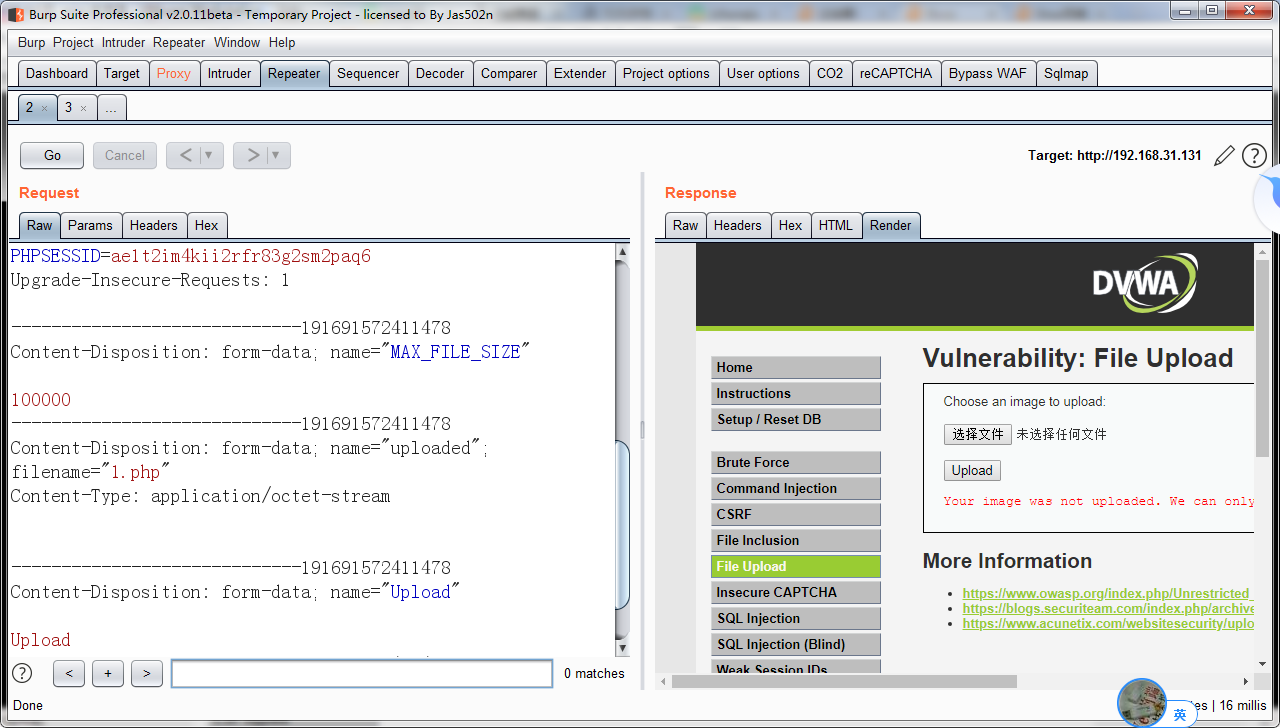 Burp Suite Professional v2.0.11beta - Temporary Project - licensed to By Jas502n
Burp Project Intruder Repeater Window Help
Dashboard Target Proxy Intruder Repeater Sequencer Decoder Comparer Extender Project options User options CO2 reCAPTCHA Bypass WAF Sqlmap
2 × 3 × ...
Go Cancel < ▼ > ▼ Target: http://192.168.31.131 ?
Request
Raw Params Headers Hex
PHPSESSID=ae1t2im4kii2rfr83g2sm2paq6
Upgrade-Insecure-Requests: 1
-----------------------------191691572411478
Content-Disposition: form-data; name="MAX_FILE_SIZE"
100000
-----------------------------191691572411478
Content-Disposition: form-data; name="uploaded";
filename="1.php"
Content-Type: application/octet-stream
-----------------------------191691572411478
Content-Disposition: form-data; name="Upload"
Upload
? < + > 0 matches
Response
Raw Headers Hex HTML Render
DVWA
Home
Instructions
Setup / Reset DB
Brute Force
Command Injection
CSRF
File Inclusion
File Upload
Insecure CAPTCHA
SQL Injection
SQL Injection (Blind)
Weak Session IDs
Vulnerability: File Upload
Choose an image to upload:
选择文件 未选择任何文件
Upload
Your image was not uploaded. We can only
More Information
https://www.owasp.org/index.php/Unrestricted_
https://blogs.securiteam.com/index.php/archive
https://www.acunetix.com/websitesecurity/uplo
Done
英
es | 16 millis